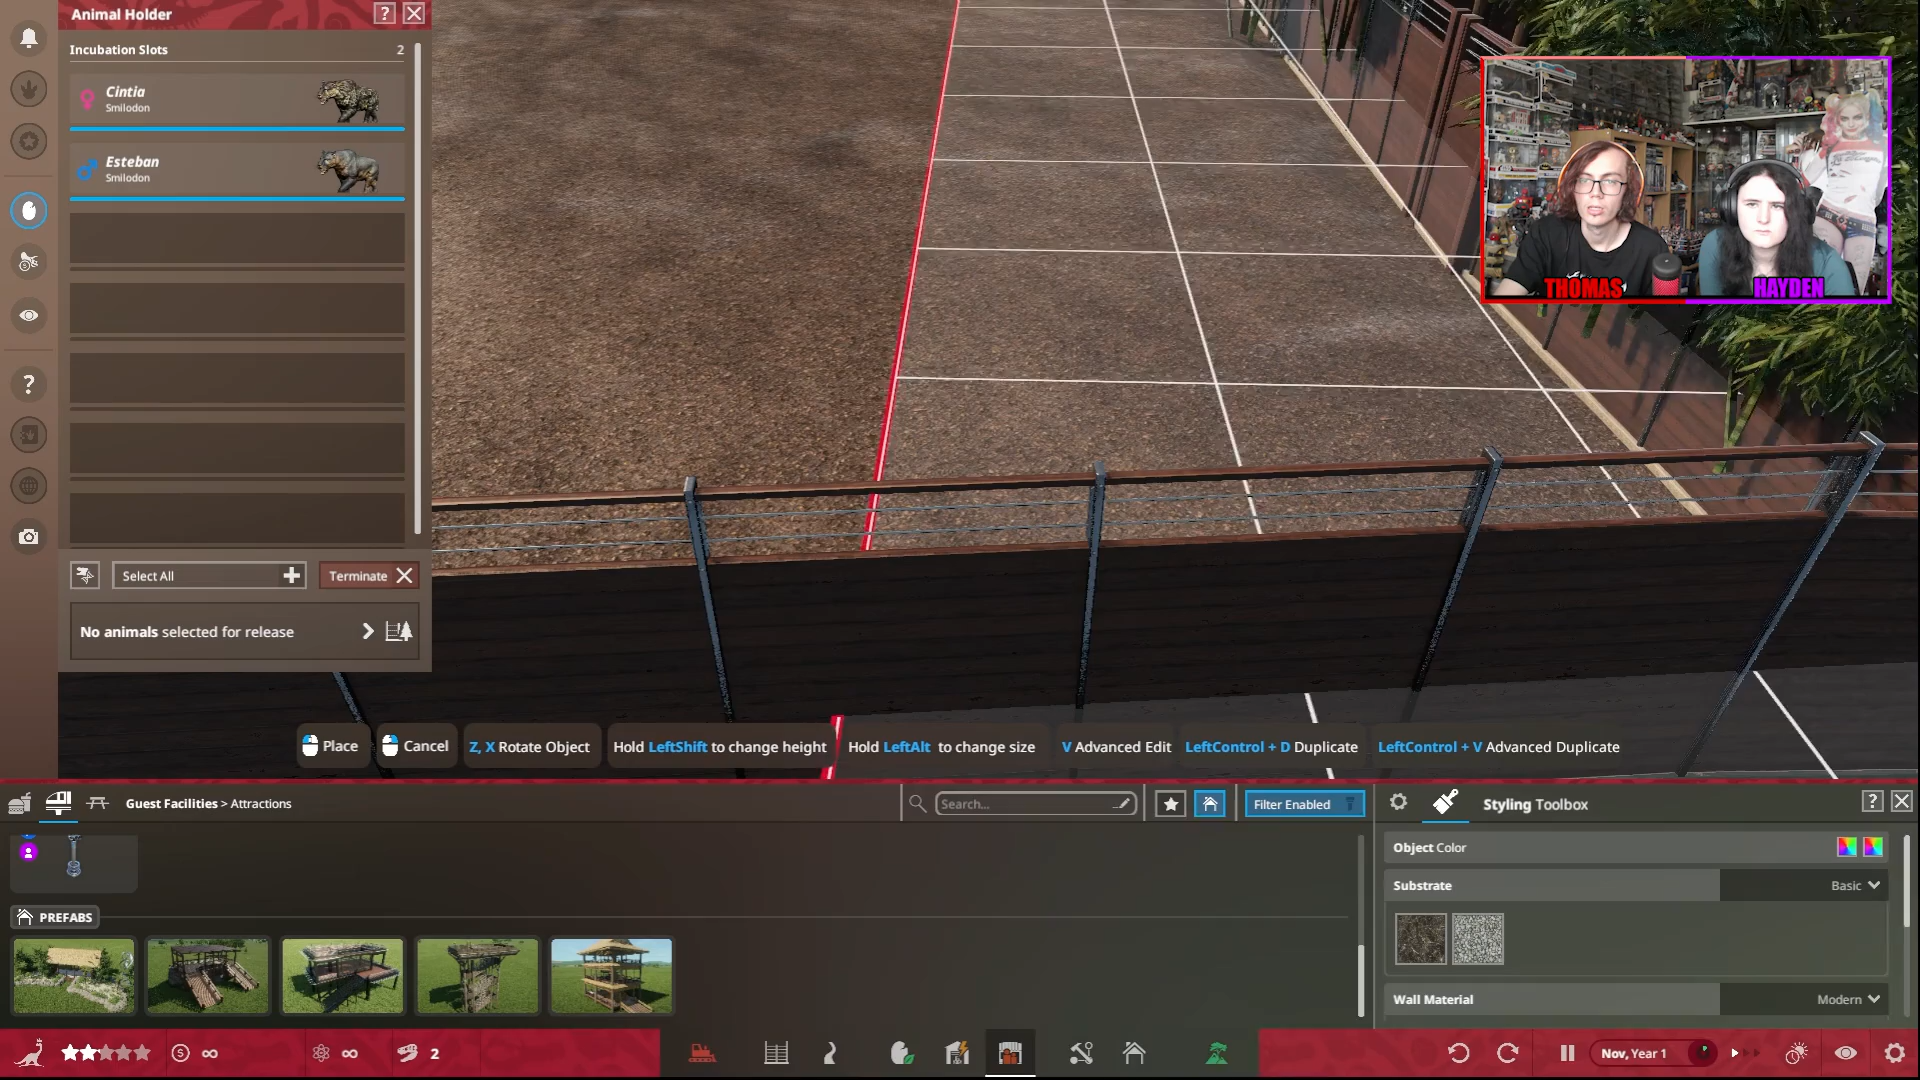 Animal Holder
?
Incubation Slots 2
Cintia
Smilodon
Esteban
Smilodon
Select All
Terminate
No animals selected for release
THOMAS
HAYDEN
Place
Cancel
Z, X Rotate Object
Hold LeftShift to change height
Hold LeftAlt to change size
V Advanced Edit
LeftControl + D Duplicate
LeftControl + V Advanced Duplicate
Guest Facilities > Attractions
Search...
Filter Enabled
Styling Toolbox
?
Object Color
Substrate
Basic
PREFABS
Wall Material
Modern
∞
∞
2
Nov, Year 1